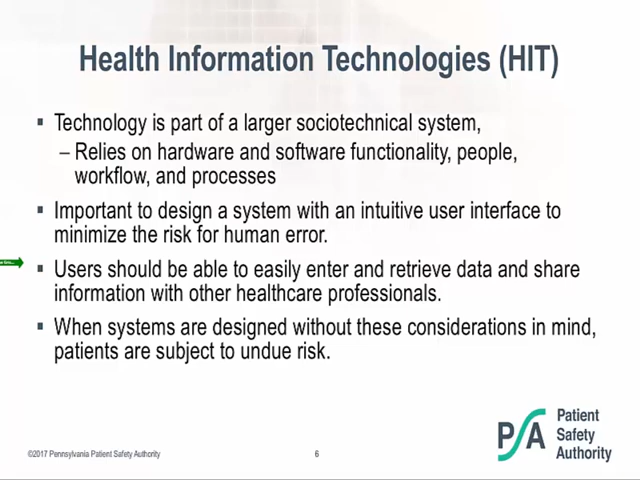 Health Information Technologies (HIT)
▪ Technology is part of a larger sociotechnical system,
– Relies on hardware and software functionality, people,
workflow, and processes
▪ Important to design a system with an intuitive user interface to
minimize the risk for human error.
▪ Users should be able to easily enter and retrieve data and share
information with other healthcare professionals.
▪ When systems are designed without these considerations in mind,
patients are subject to undue risk.
©2017 Pennsylvania Patient Safety Authority
6
PSA
Patient
Safety
Authority